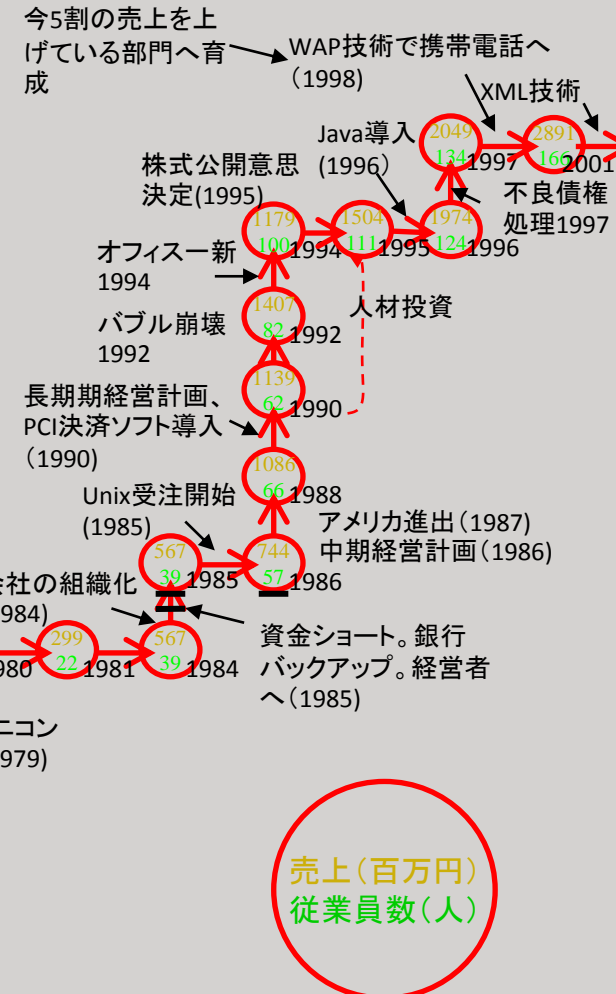 今5割の売上を上
げている部門へ育
成
WAP技術で携帯電話へ
（1998）
XML技術
Java導入
(1996）
2049
134
1997
2891
166
2001
株式公開意思
決定(1995)
不良債権
処理1997
1179
100
1994
1504
111
1995
1974
124
1996
オフィス一新
1994
1407
82
1992
人材投資
バブル崩壊
1992
1139
62
1990
長期期経営計画、
PCI決済ソフト導入
（1990）
1086
66
1988
Unix受注開始
(1985)
アメリカ進出（1987）
中期経営計画（1986）
567
39
1985
744
57
1986
会社の組織化
984)
資金ショート。銀行
バックアップ。経営者
へ（1985）
980
299
22
1981
567
39
1984
ニコン
979)
売上（百万円）
従業員数（人）